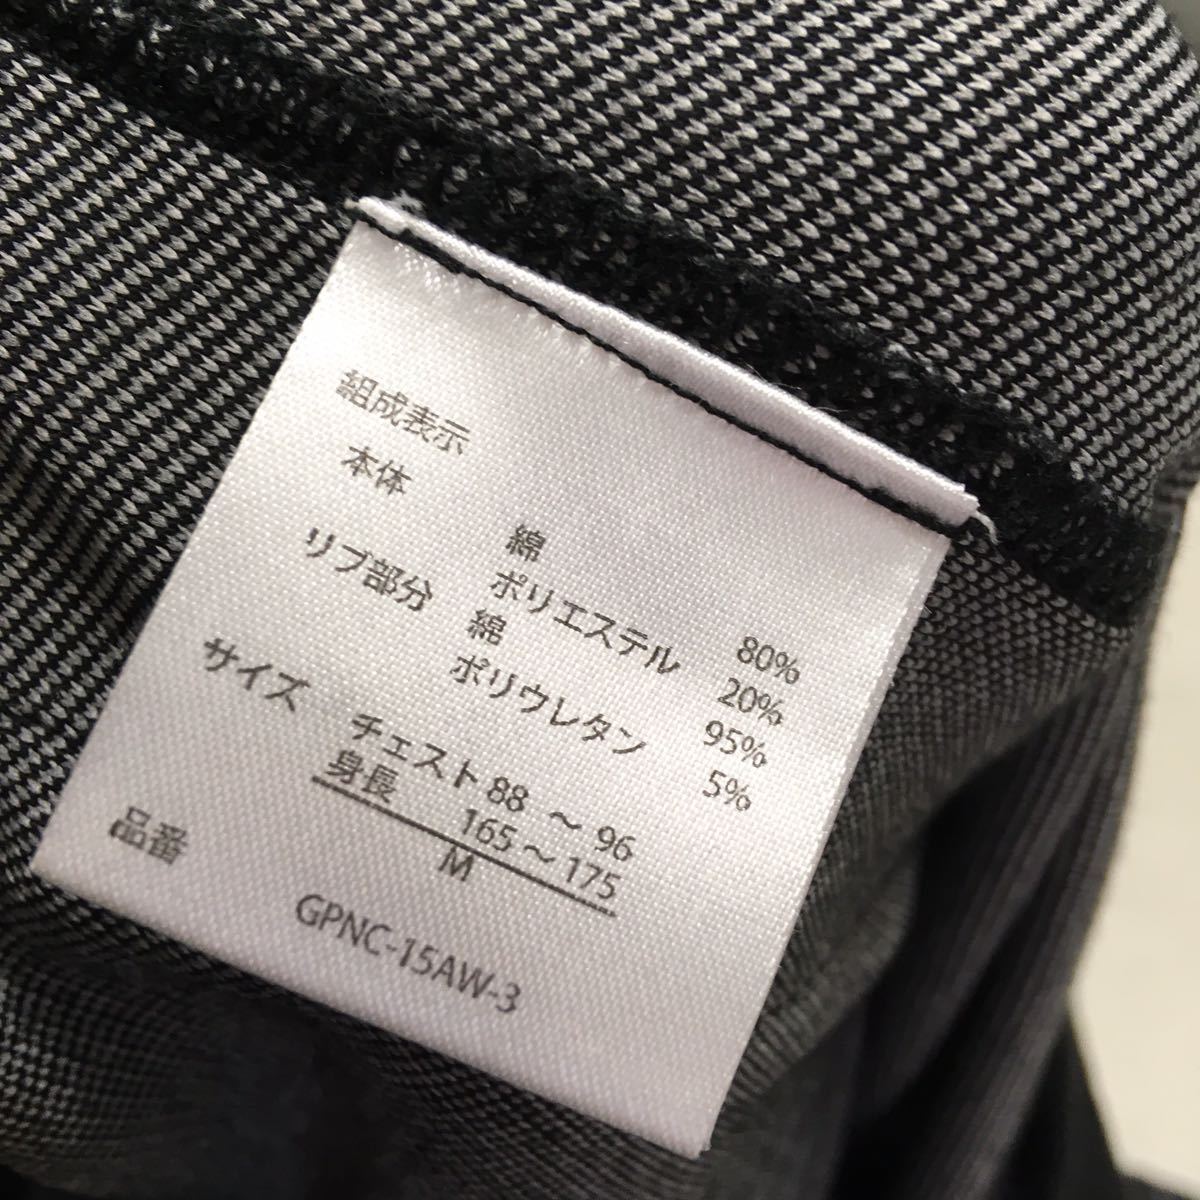 組成表示
本体 綿 80%
ポリエステル 20%
リブ部分 綿 95%
ポリウレタン 5%
サイズ チェスト 88 ～ 96
身長 165 ～ 175
M
品番 GPNC-15AW-3